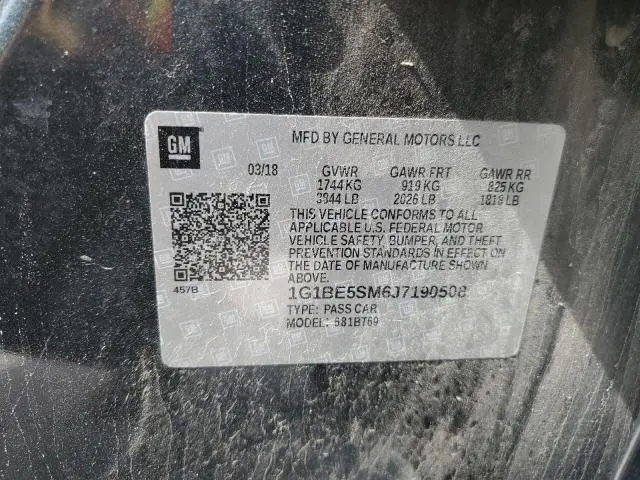 GM
MFD BY GENERAL MOTORS LLC
03/18 GVWR GAWR FRT GAWR RR
1744 KG 919 KG 825 KG
3844 LB 2026 LB 1818 LB
THIS VEHICLE CONFORMS TO ALL
APPLICABLE U.S. FEDERAL MOTOR
VEHICLE SAFETY, BUMPER, AND THEFT
PREVENTION STANDARDS IN EFFECT
ON THE DATE OF MANUFACTURE SHOWN
ABOVE.
457B
1G1BE5SM6J7190508
TYPE: PASS CAR
MODEL: 6B1BT69